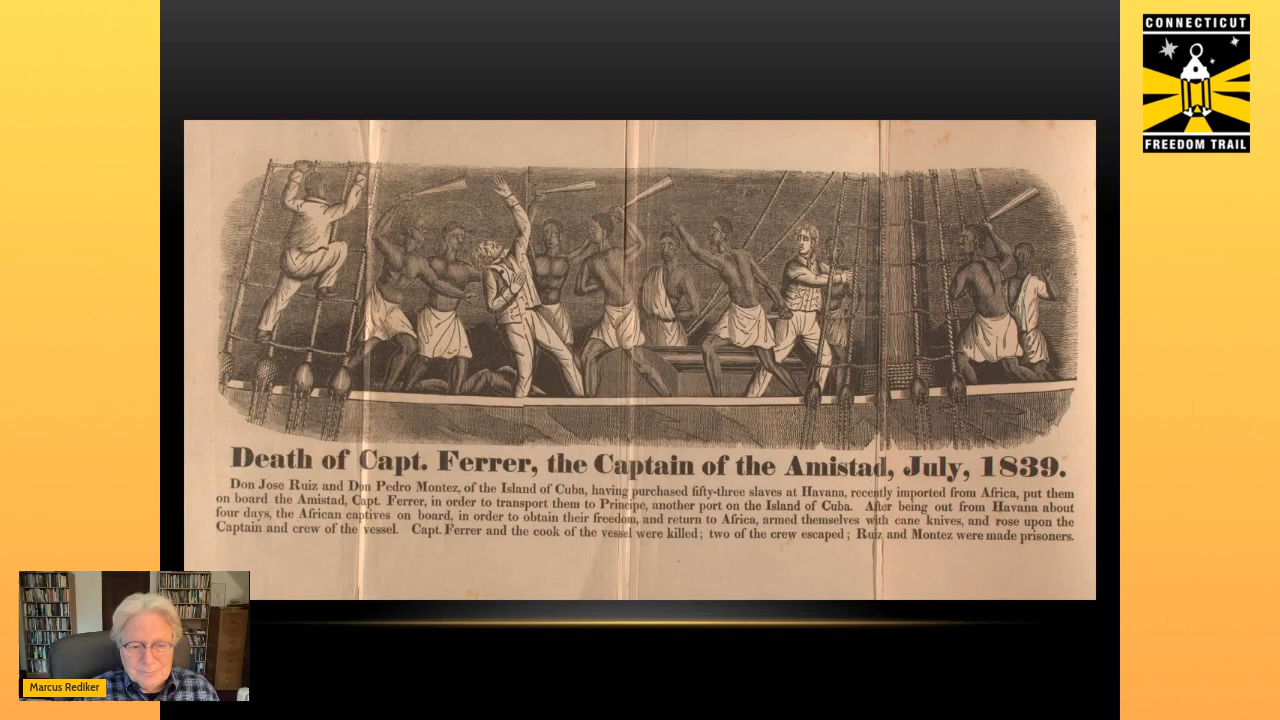 CONNECTICUT
FREEDOM TRAIL
Death of Capt. Ferrer, the Captain of the Amistad, July, 1839.
Don Jose Ruiz and Don Pedro Montez, of the Island of Cuba, having purchased fifty-three slaves at Havana, recently imported from Africa, put them
on board the Amistad, Capt. Ferrer, in order to transport them to Principe, another port on the Island of Cuba. After being out from Havana about
four days, the African captives on board, in order to obtain their freedom, and return to Africa, armed themselves with cane knives, and rose upon the
Captain and crew of the vessel. Capt. Ferrer and the cook of the vessel were killed; two of the crew escaped; Ruiz and Montez were made prisoners.
Marcus Rediker